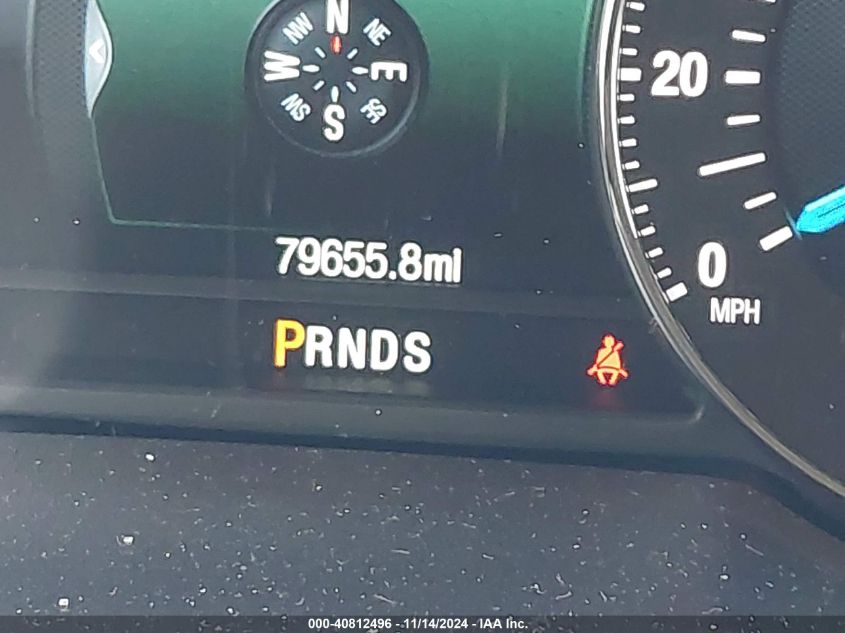 N
NW NE
W E
SW SE
S
20
0
MPH
79655.8mi
PRNDS
000-40812496 - 11/14/2024 - IAA Inc.